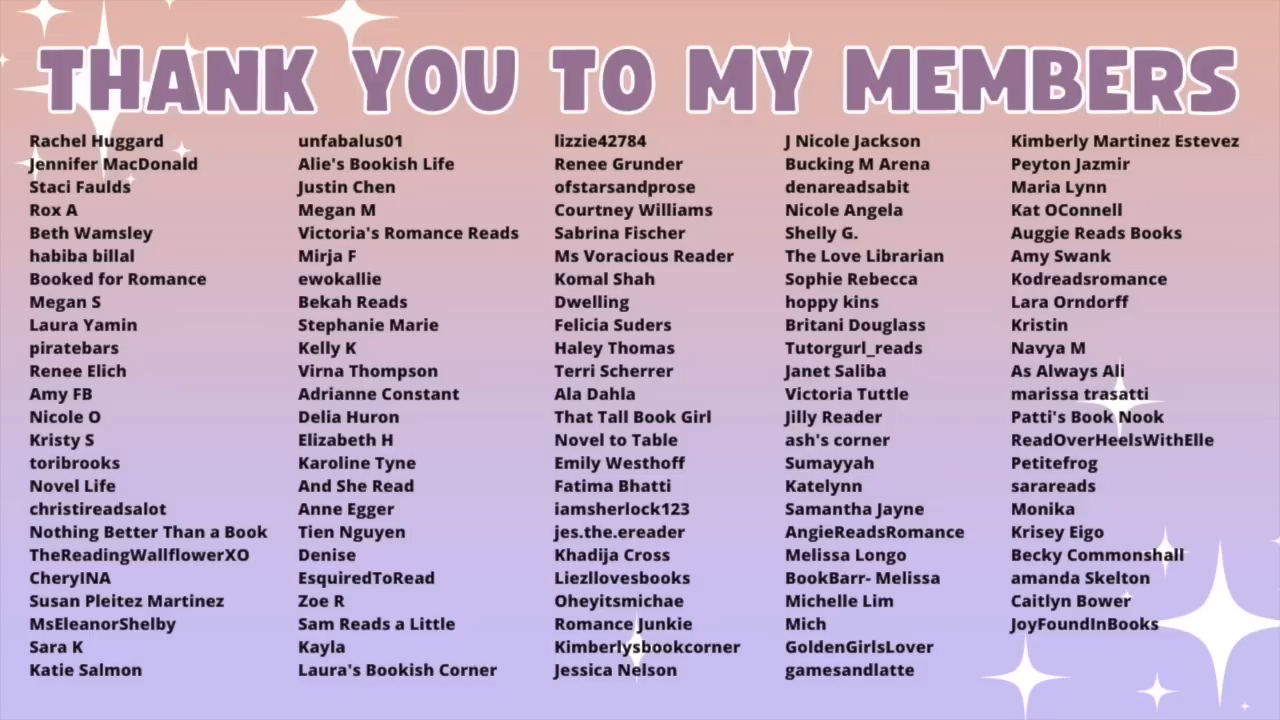 THANK YOU TO MY MEMBERS
Rachel Huggard
Jennifer MacDonald
Staci Faulds
Rox A
Beth Wamsley
habiba billal
Booked for Romance
Megan S
Laura Yamin
piratebars
Renee Elich
Amy FB
Nicole O
Kristy S
toribrooks
Novel Life
christireadsalot
Nothing Better Than a Book
TheReadingWallflowerXO
CheryINA
Susan Pleitez Martinez
MsEleanorShelby
Sara K
Katie Salmon
unfabalus01
Alie's Bookish Life
Justin Chen
Megan M
Victoria's Romance Reads
Mirja F
ewokallie
Bekah Reads
Stephanie Marie
Kelly K
Virna Thompson
Adrianne Constant
Delia Huron
Elizabeth H
Karoline Tyne
And She Read
Anne Egger
Tien Nguyen
Denise
EsquiredToRead
Zoe R
Sam Reads a Little
Kayla
Laura's Bookish Corner
lizzie42784
Renee Grunder
ofstarsandprose
Courtney Williams
Sabrina Fischer
Ms Voracious Reader
Komal Shah
Dwelling
Felicia Suders
Haley Thomas
Terri Scherrer
Ala Dahla
That Tall Book Girl
Novel to Table
Emily Westhoff
Fatima Bhatti
iamsherlock123
jes.the.ereader
Khadija Cross
Liezllovesbooks
Oheyitsmichae
Romance Junkie
Kimberlysbookcorner
Jessica Nelson
J Nicole Jackson
Bucking M Arena
denareadsabit
Nicole Angela
Shelly G.
The Love Librarian
Sophie Rebecca
hoppy kins
Britani Douglass
Tutorgurl_reads
Janet Saliba
Victoria Tuttle
Jilly Reader
ash's corner
Sumayyah
Katelynn
Samantha Jayne
AngieReadsRomance
Melissa Longo
BookBarr- Melissa
Michelle Lim
Mich
GoldenGirlsLover
gamesandlatte
Kimberly Martinez Estevez
Peyton Jazmir
Maria Lynn
Kat OConnell
Auggie Reads Books
Amy Swank
Kodreadsromance
Lara Orndorff
Kristin
Navya M
As Always Ali
marissa trasatti
Patti's Book Nook
ReadOverHeelsWithElle
Petitefrog
sarareads
Monika
Krisey Eigo
Becky Commonshall
amanda Skelton
Caitlyn Bower
JoyFoundInBooks